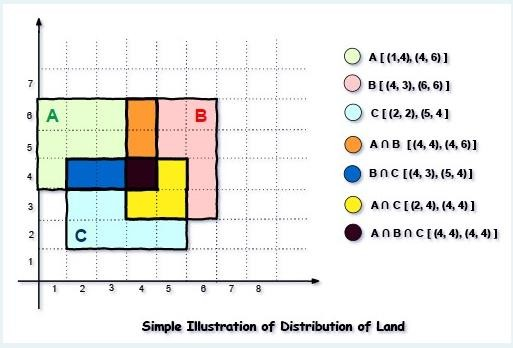 7
6
5
4
3
2
1
1 2 3 4 5 6 7 8
A
B
C
A [ (1,4), (4, 6) ]
B [ (4, 3), (6, 6) ]
C [ (2, 2), (5, 4 ]
A ∩ B [ (4, 4), (4, 6) ]
B ∩ C [ (4, 3), (5, 4) ]
A ∩ C [ (2, 4), (4, 4) ]
A ∩ B ∩ C [ (4, 4), (4, 4) ]
Simple Illustration of Distribution of Land